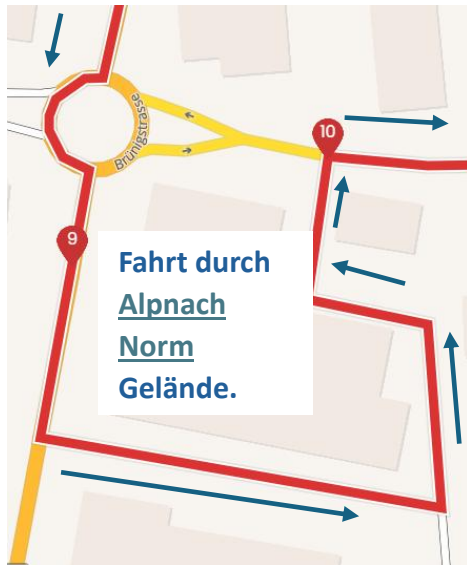 Brünigstrasse
10
9
Fahrt durch
Alpnach
Norm
Gelände.